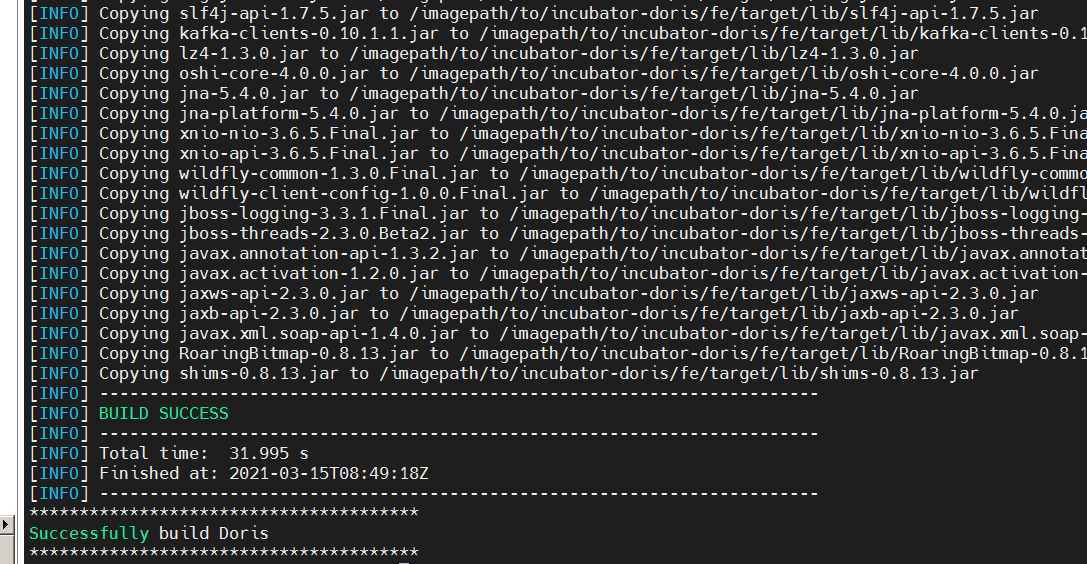 [INFO] Copying slf4j-api-1.7.5.jar to /imagepath/to/incubator-doris/fe/target/lib/slf4j-api-1.7.5.jar
[INFO] Copying kafka-clients-0.10.1.1.jar to /imagepath/to/incubator-doris/fe/target/lib/kafka-clients-0.1
[INFO] Copying lz4-1.3.0.jar to /imagepath/to/incubator-doris/fe/target/lib/lz4-1.3.0.jar
[INFO] Copying oshi-core-4.0.0.jar to /imagepath/to/incubator-doris/fe/target/lib/oshi-core-4.0.0.jar
[INFO] Copying jna-5.4.0.jar to /imagepath/to/incubator-doris/fe/target/lib/jna-5.4.0.jar
[INFO] Copying jna-platform-5.4.0.jar to /imagepath/to/incubator-doris/fe/target/lib/jna-platform-5.4.0.ja
[INFO] Copying xnio-nio-3.6.5.Final.jar to /imagepath/to/incubator-doris/fe/target/lib/xnio-nio-3.6.5.Fina
[INFO] Copying xnio-api-3.6.5.Final.jar to /imagepath/to/incubator-doris/fe/target/lib/xnio-api-3.6.5.Fina
[INFO] Copying wildfly-common-1.3.0.Final.jar to /imagepath/to/incubator-doris/fe/target/lib/wildfly-commo
[INFO] Copying wildfly-client-config-1.0.0.Final.jar to /imagepath/to/incubator-doris/fe/target/lib/wildfl
[INFO] Copying jboss-logging-3.3.1.Final.jar to /imagepath/to/incubator-doris/fe/target/lib/jboss-logging-
[INFO] Copying jboss-threads-2.3.0.Beta2.jar to /imagepath/to/incubator-doris/fe/target/lib/jboss-threads-
[INFO] Copying javax.annotation-api-1.3.2.jar to /imagepath/to/incubator-doris/fe/target/lib/javax.annotat
[INFO] Copying javax.activation-1.2.0.jar to /imagepath/to/incubator-doris/fe/target/lib/javax.activation-
[INFO] Copying jaxws-api-2.3.0.jar to /imagepath/to/incubator-doris/fe/target/lib/jaxws-api-2.3.0.jar
[INFO] Copying jaxb-api-2.3.0.jar to /imagepath/to/incubator-doris/fe/target/lib/jaxb-api-2.3.0.jar
[INFO] Copying javax.xml.soap-api-1.4.0.jar to /imagepath/to/incubator-doris/fe/target/lib/javax.xml.soap-
[INFO] Copying RoaringBitmap-0.8.13.jar to /imagepath/to/incubator-doris/fe/target/lib/RoaringBitmap-0.8.1
[INFO] Copying shims-0.8.13.jar to /imagepath/to/incubator-doris/fe/target/lib/shims-0.8.13.jar
[INFO] ------------------------------------------------------------------------
[INFO] BUILD SUCCESS
[INFO] ------------------------------------------------------------------------
[INFO] Total time:  31.995 s
[INFO] Finished at: 2021-03-15T08:49:18Z
[INFO] ------------------------------------------------------------------------
***************************************
Successfully build Doris
***************************************